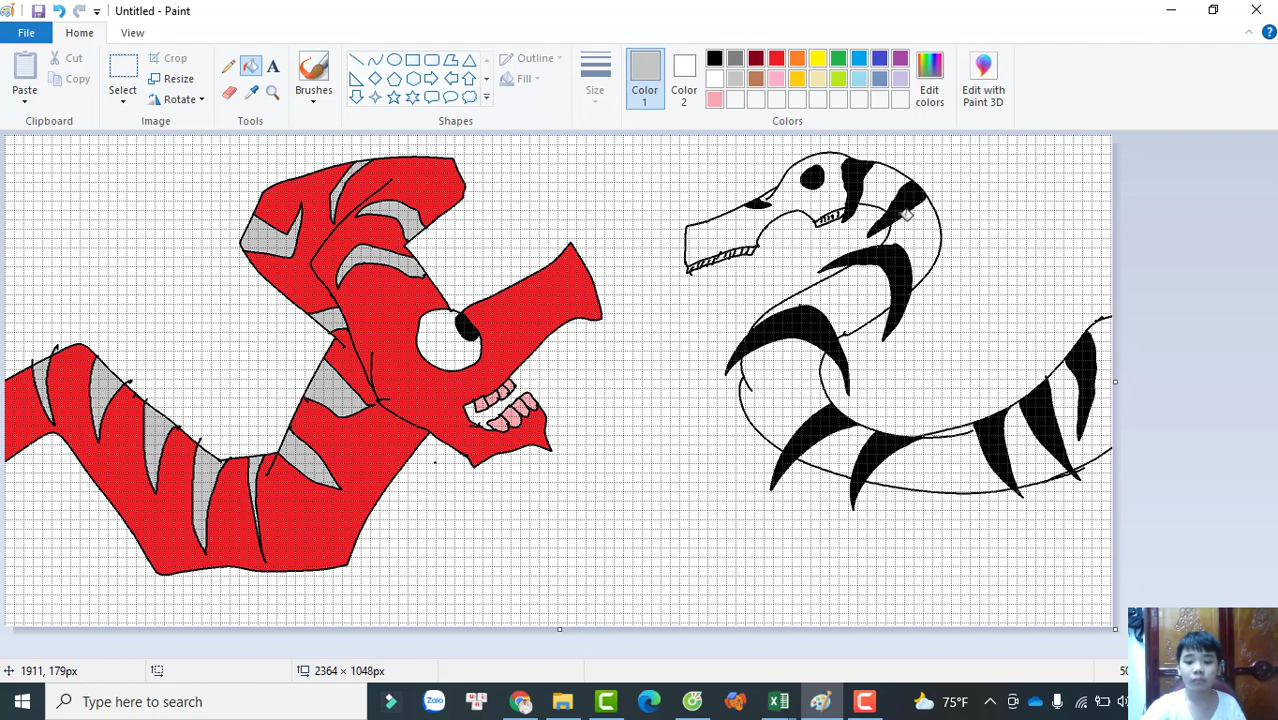 Untitled - Paint
File
Home
View
Paste
Cut
Copy
Clipboard
Select
Crop
Resize
Rotate
Image
A
Tools
Brushes
Outline
Fill
Shapes
Size
Color
1
Color
2
Edit
colors
Colors
Edit with
Paint 3D
1911, 179px
2364 × 1048px
50
Type here to search
Zalo
75°F